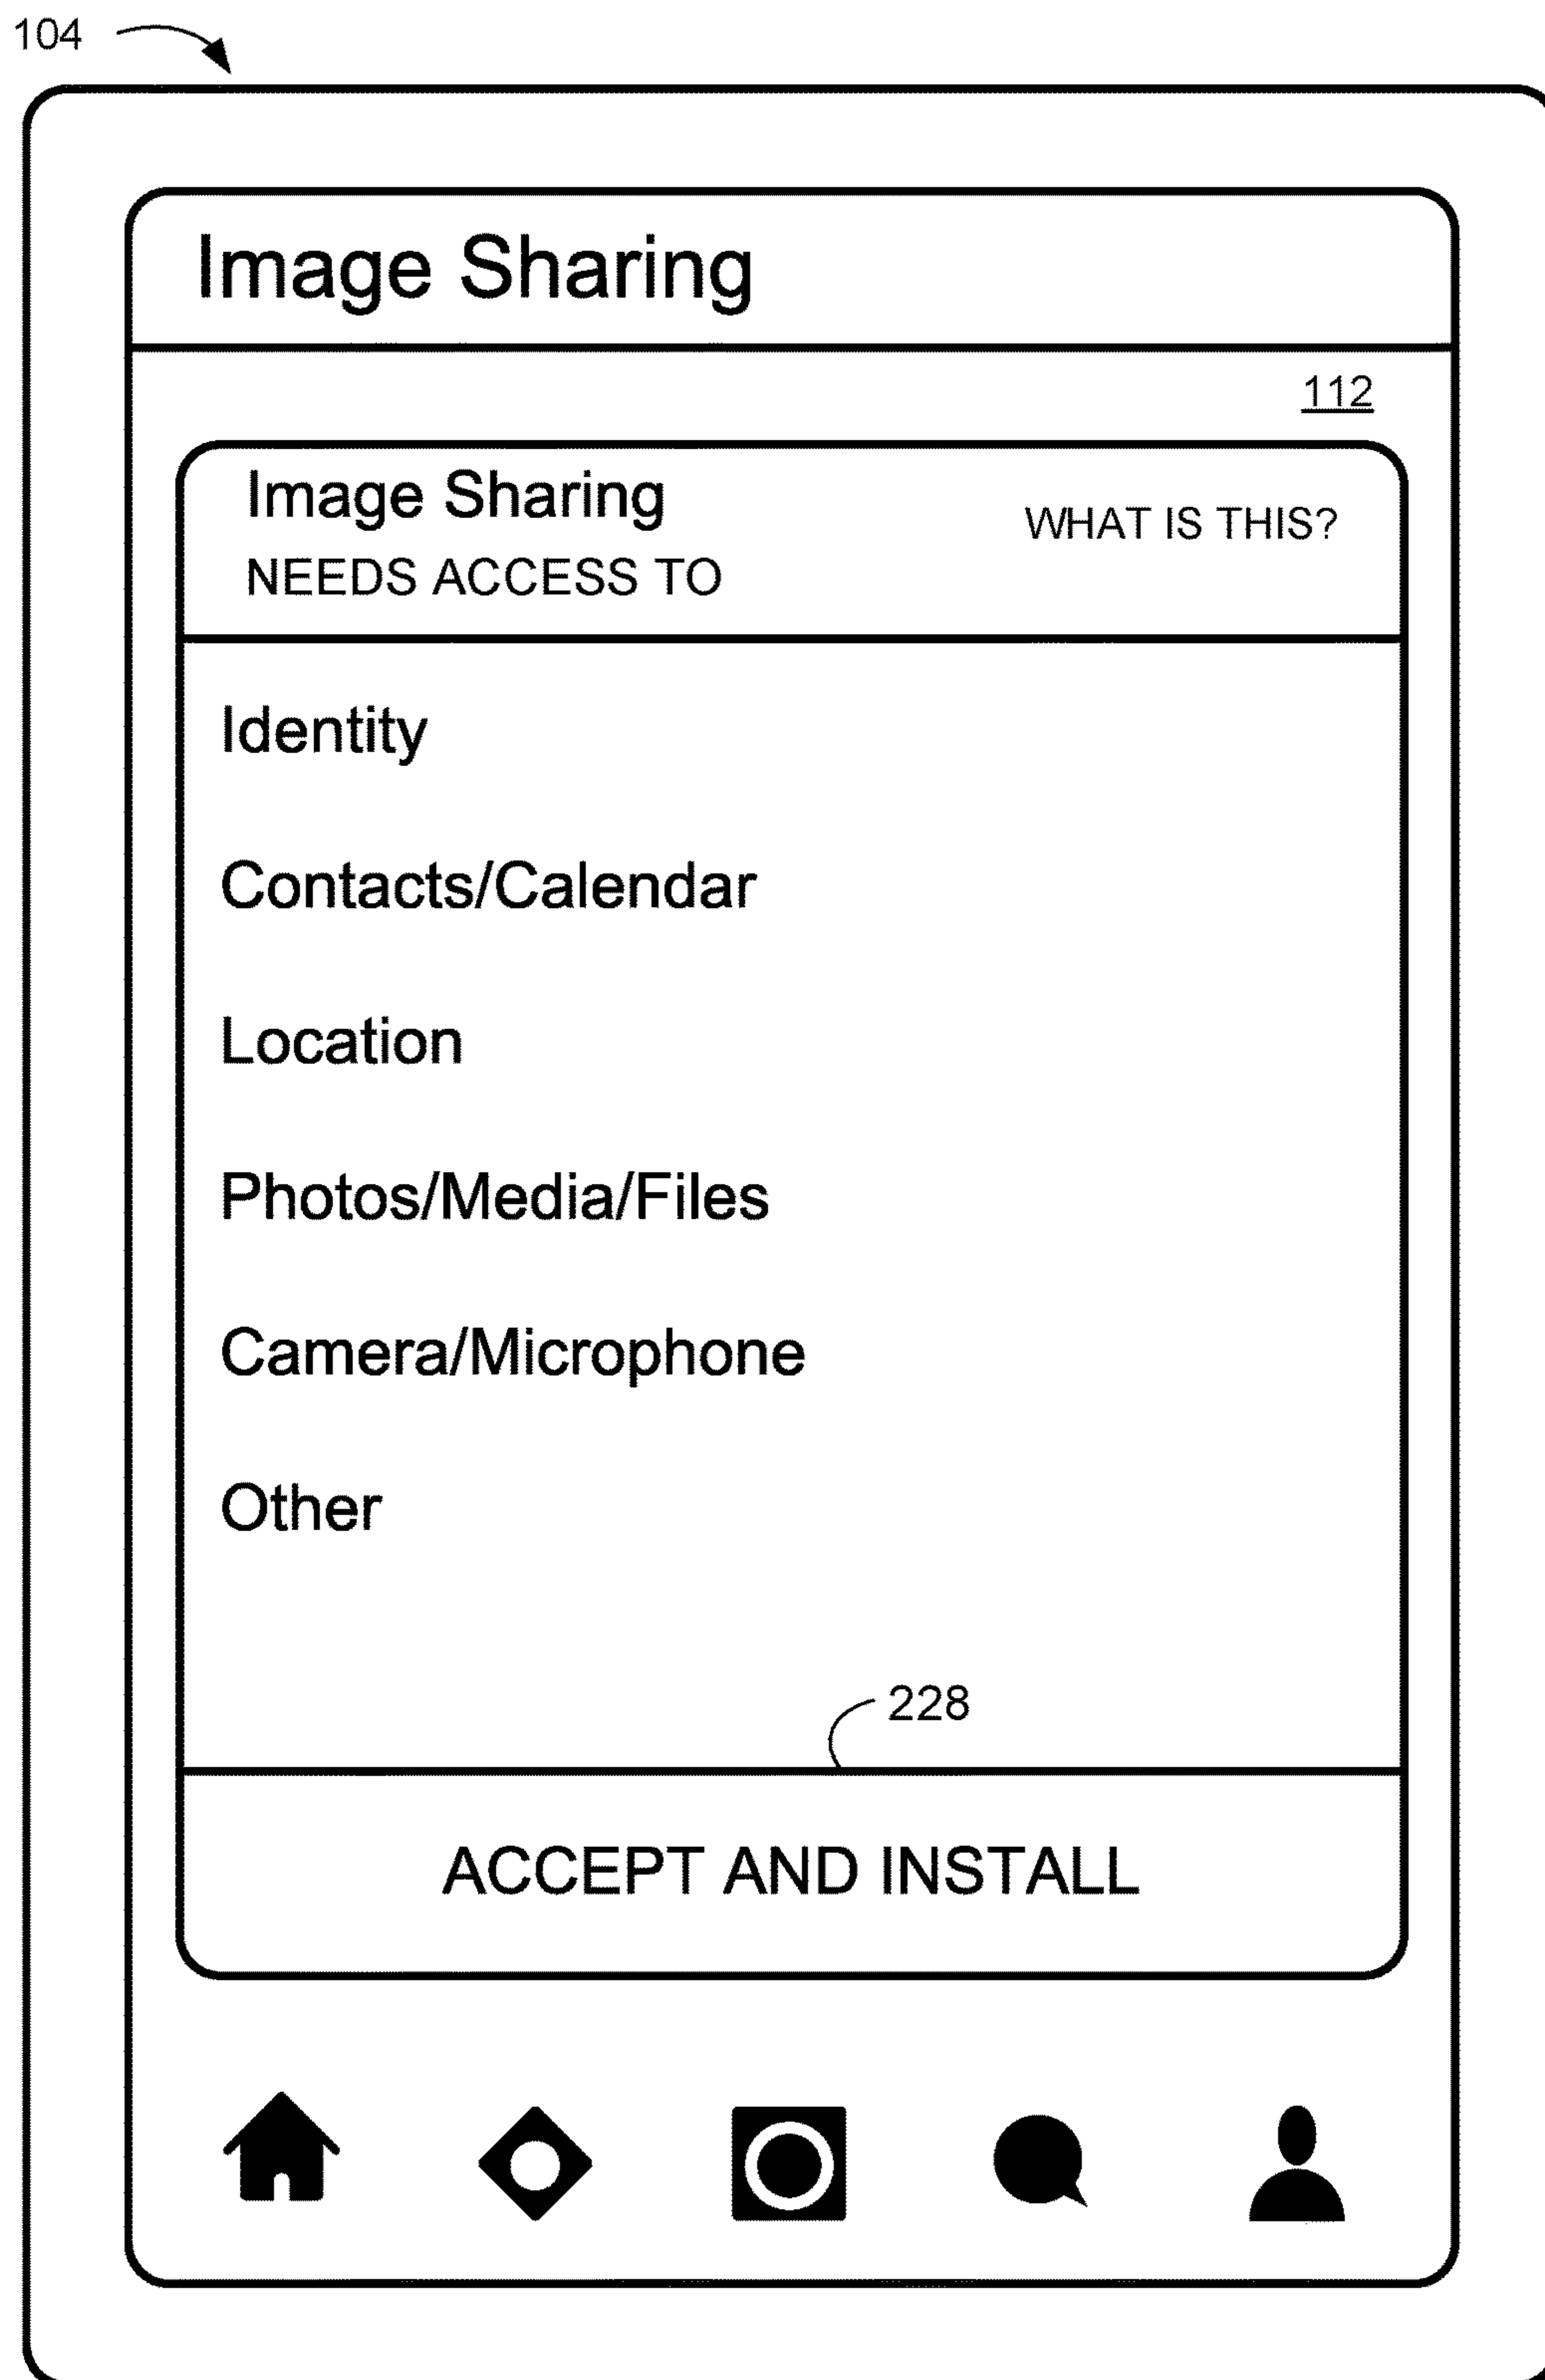 104
Image Sharing
112
Image Sharing
WHAT IS THIS?
NEEDS ACCESS TO
Identity
Contacts/Calendar
Location
Photos/Media/Files
Camera/Microphone
Other
228
ACCEPT AND INSTALL